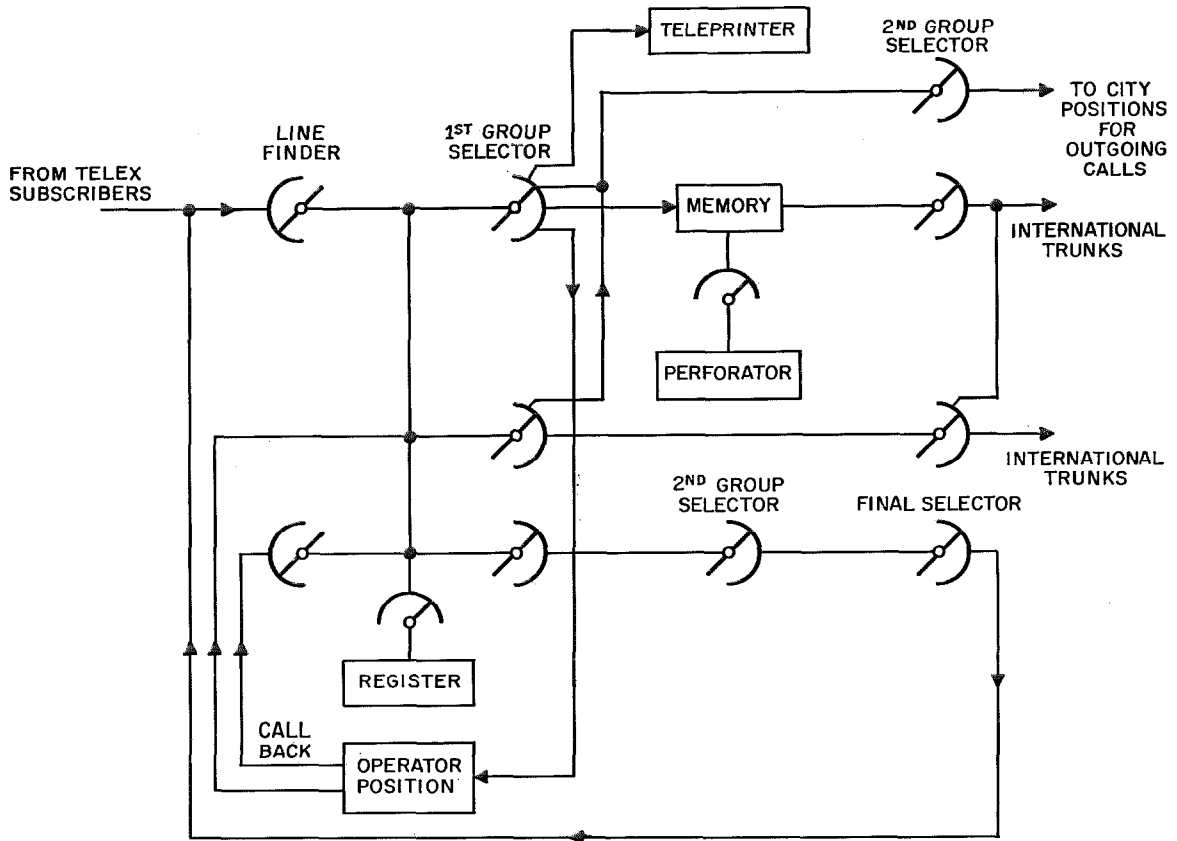 TELEPRINTER
2ND GROUP
SELECTOR
TO CITY
POSITIONS
FOR
OUTGOING
CALLS
LINE
FINDER
1ST GROUP
SELECTOR
FROM TELEX
SUBSCRIBERS
MEMORY
INTERNATIONAL
TRUNKS
PERFORATOR
INTERNATIONAL
TRUNKS
2ND GROUP
SELECTOR
FINAL SELECTOR
REGISTER
CALL
BACK
OPERATOR
POSITION